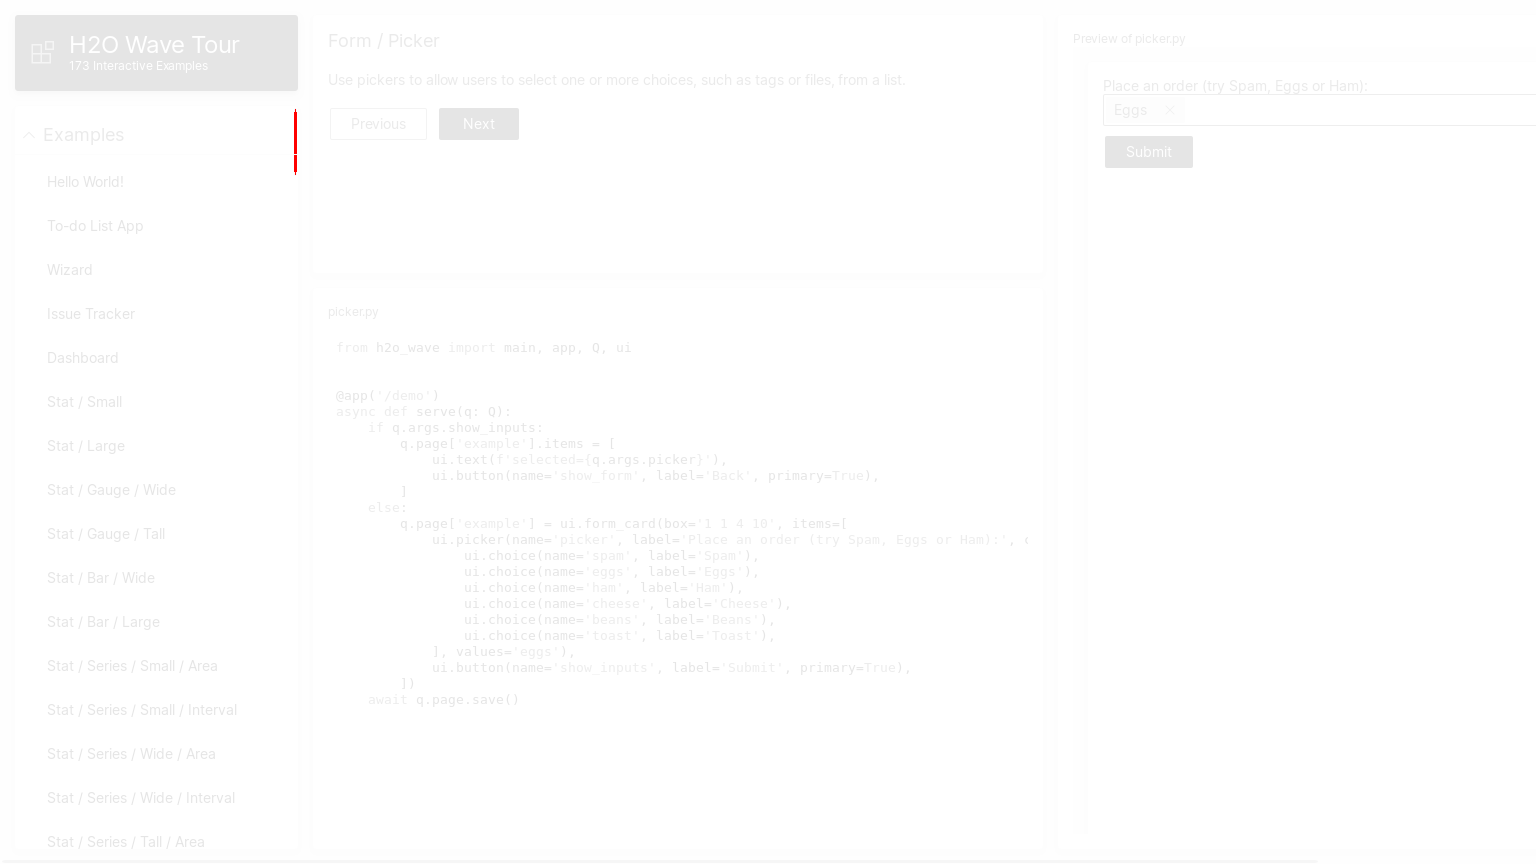 H2O Wave Tour
173 Interactive Examples
Examples
Hello World!
To-do List App
Wizard
Issue Tracker
Dashboard
Stat / Small
Stat / Large
Stat / Gauge / Wide
Stat / Gauge / Tall
Stat / Bar / Wide
Stat / Bar / Large
Stat / Series / Small / Area
Stat / Series / Small / Interval
Stat / Series / Wide / Area
Stat / Series / Wide / Interval
Stat / Series / Tall / Area
Form / Picker
Use pickers to allow users to select one or more choices, such as tags or files, from a list.
Previous Next
picker.py
from h2o_wave import main, app, Q, ui
@app('/demo')
async def serve(q: Q):
    if q.args.show_inputs:
        q.page['example'].items = [
            ui.text(f'selected={q.args.picker}'),
            ui.button(name='show_form', label='Back', primary=True),
        ]
    else:
        q.page['example'] = ui.form_card(box='1 1 4 10', items=[
            ui.picker(name='picker', label='Place an order (try Spam, Eggs or Ham):',
                ui.choice(name='spam', label='Spam'),
                ui.choice(name='eggs', label='Eggs'),
                ui.choice(name='ham', label='Ham'),
                ui.choice(name='cheese', label='Cheese'),
                ui.choice(name='beans', label='Beans'),
                ui.choice(name='toast', label='Toast'),
            ], values='eggs'),
            ui.button(name='show_inputs', label='Submit', primary=True),
        ])
    await q.page.save()
Preview of picker.py
Place an order (try Spam, Eggs or Ham):
Eggs
Submit